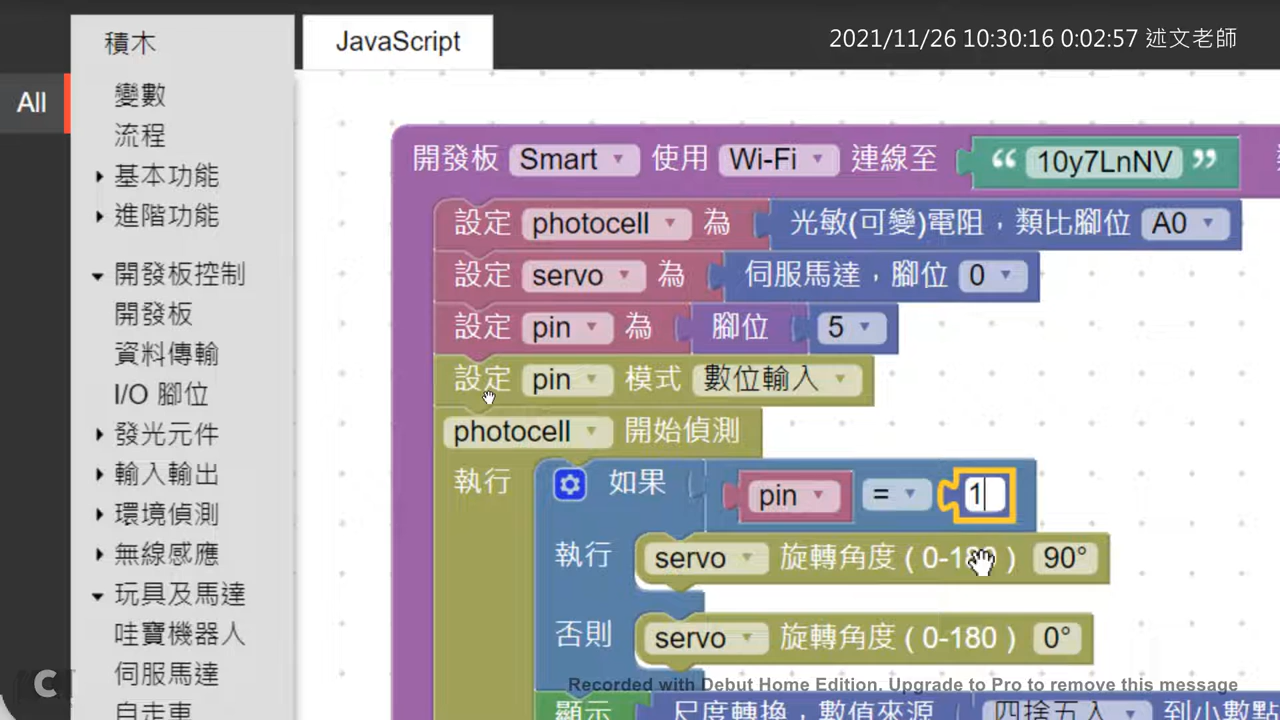 2021/11/26 10:30:16 0:02:57 述文老師
積木
JavaScript
All
變數
流程
基本功能
進階功能
開發板控制
開發板
資料傳輸
I/O 腳位
發光元件
輸入輸出
環境偵測
無線感應
玩具及馬達
哇寶機器人
伺服馬達
自走車
開發板 Smart 使用 Wi-Fi 連線至 “ 10y7LnNV ”
設定 photocell 為 光敏(可變)電阻，類比腳位 A0
設定 servo 為 伺服馬達，腳位 0
設定 pin 為 腳位 5
設定 pin 模式 數位輸入
photocell 開始偵測
執行 如果 pin = 1
執行 servo 旋轉角度 ( 0-180 ) 90°
否則 servo 旋轉角度 ( 0-180 ) 0°
顯示 尺度轉換，數值來源 四捨五入 到小數點
Recorded with Debut Home Edition. Upgrade to Pro to remove this message
C